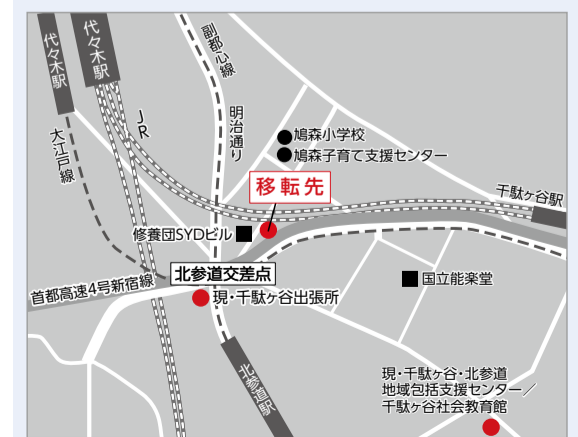 代々木駅
代々木駅
副都心線
明治通り
JR
大江戸線
鳩森小学校
鳩森子育て支援センター
移転先
千駄ヶ谷駅
修養団SYDビル
北参道交差点
首都高速4号新宿線
現・千駄ヶ谷出張所
国立能楽堂
北参道駅
現・千駄ヶ谷・北参道
地域包括支援センター／
千駄ヶ谷社会教育館